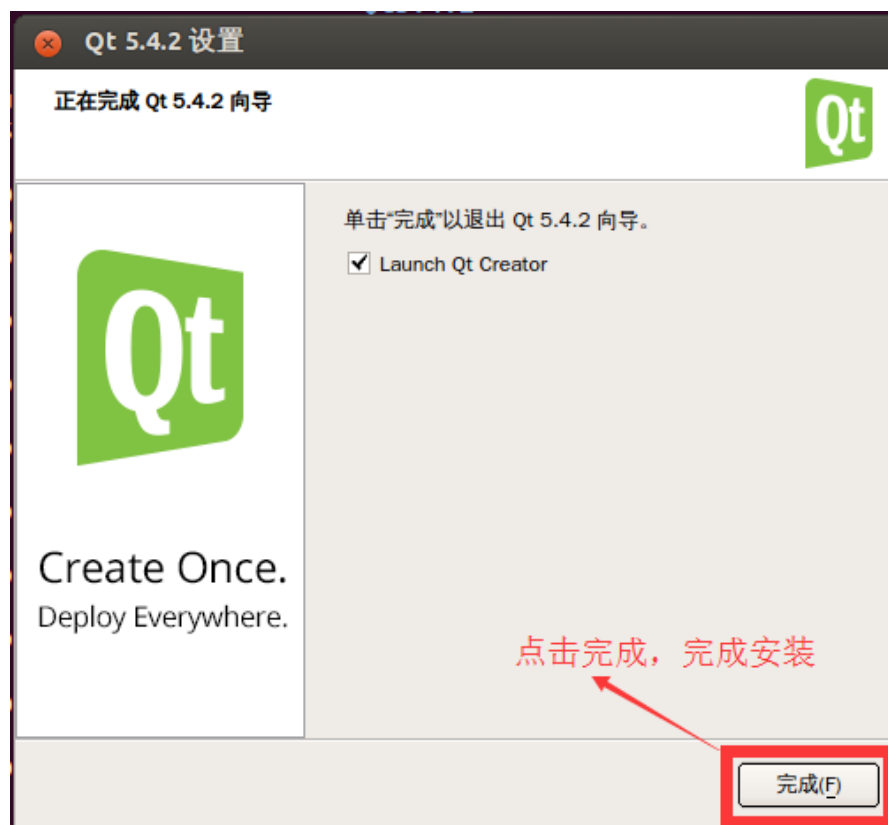 Qt 5.4.2 设置
正在完成 Qt 5.4.2 向导
Qt
单击“完成”以退出 Qt 5.4.2 向导。
Launch Qt Creator
Qt
Create Once.
Deploy Everywhere.
点击完成，完成安装
完成(F)